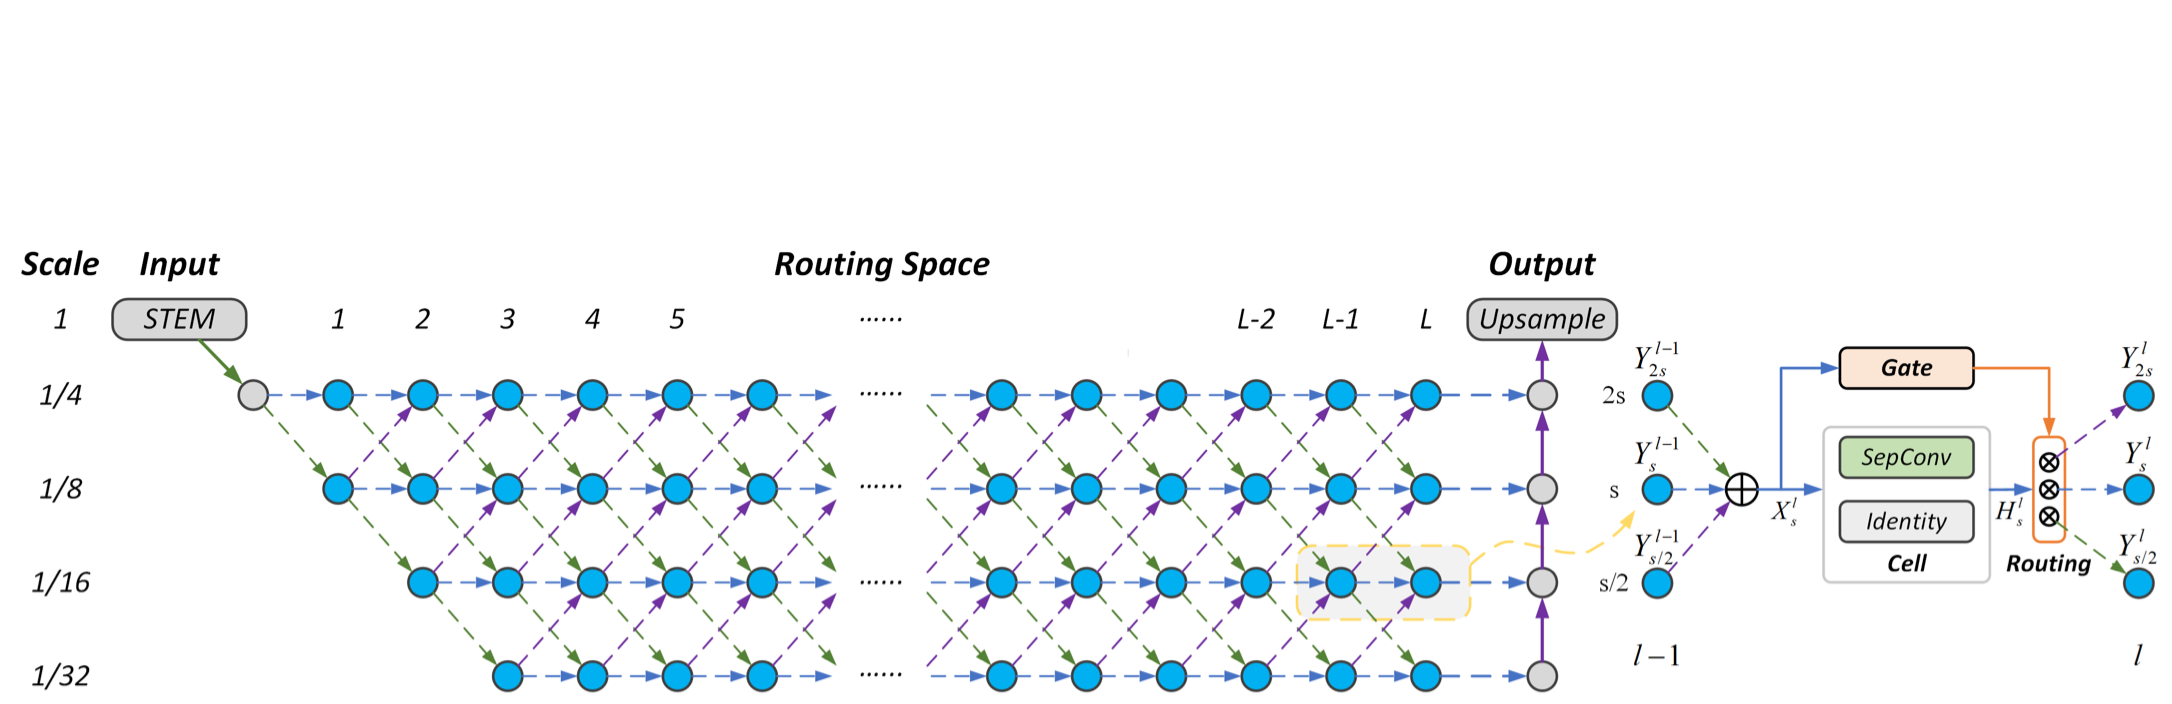 Scale Input Routing Space Output
1 STEM 1 2 3 4 5 ...... L-2 L-1 L Upsample
1/4 ......
1/8 ......
1/16 ......
1/32 ......
2s Y_{2s}^{l-1}
s Y_{s}^{l-1}
s/2 Y_{s/2}^{l-1}
l-1
X_{s}^{l}
Gate
SepConv
Identity
Cell
H_{s}^{l}
Routing
Y_{2s}^{l}
Y_{s}^{l}
Y_{s/2}^{l}
l